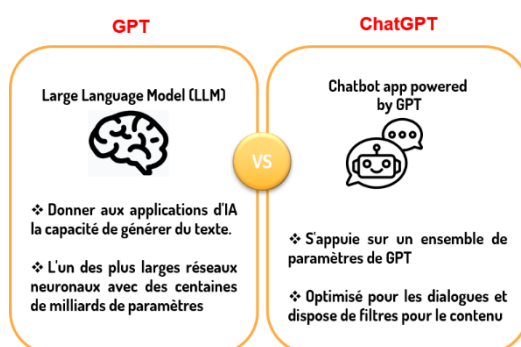 GPT
Large Language Model (LLM)
❖ Donner aux applications d'IA
la capacité de générer du texte.
❖ L'un des plus larges réseaux
neuronaux avec des centaines
de milliards de paramètres
VS
ChatGPT
Chatbot app powered
by GPT
❖ S'appuie sur un ensemble de
paramètres de GPT
❖ Optimisé pour les dialogues et
dispose de filtres pour le contenu